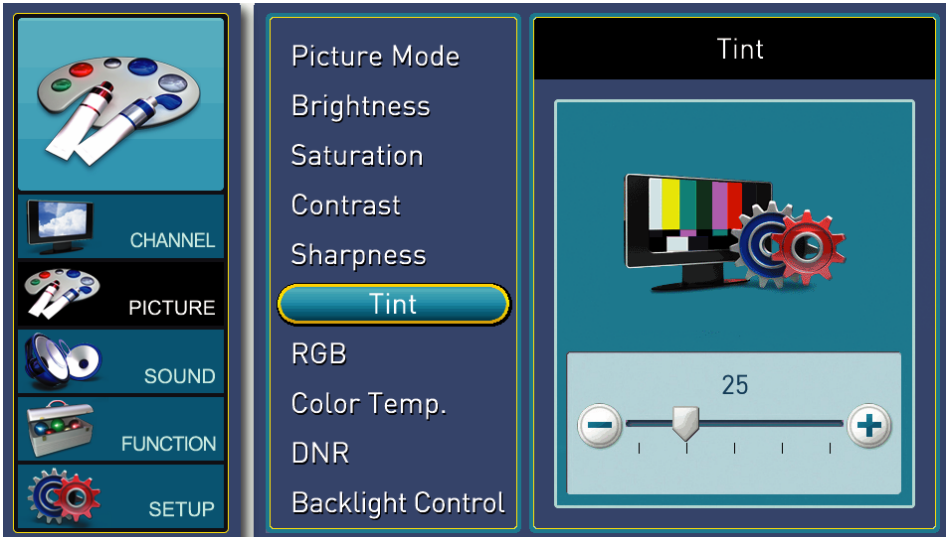 CHANNEL
PICTURE
SOUND
FUNCTION
SETUP
Picture Mode
Brightness
Saturation
Contrast
Sharpness
Tint
RGB
Color Temp.
DNR
Backlight Control
Tint
25